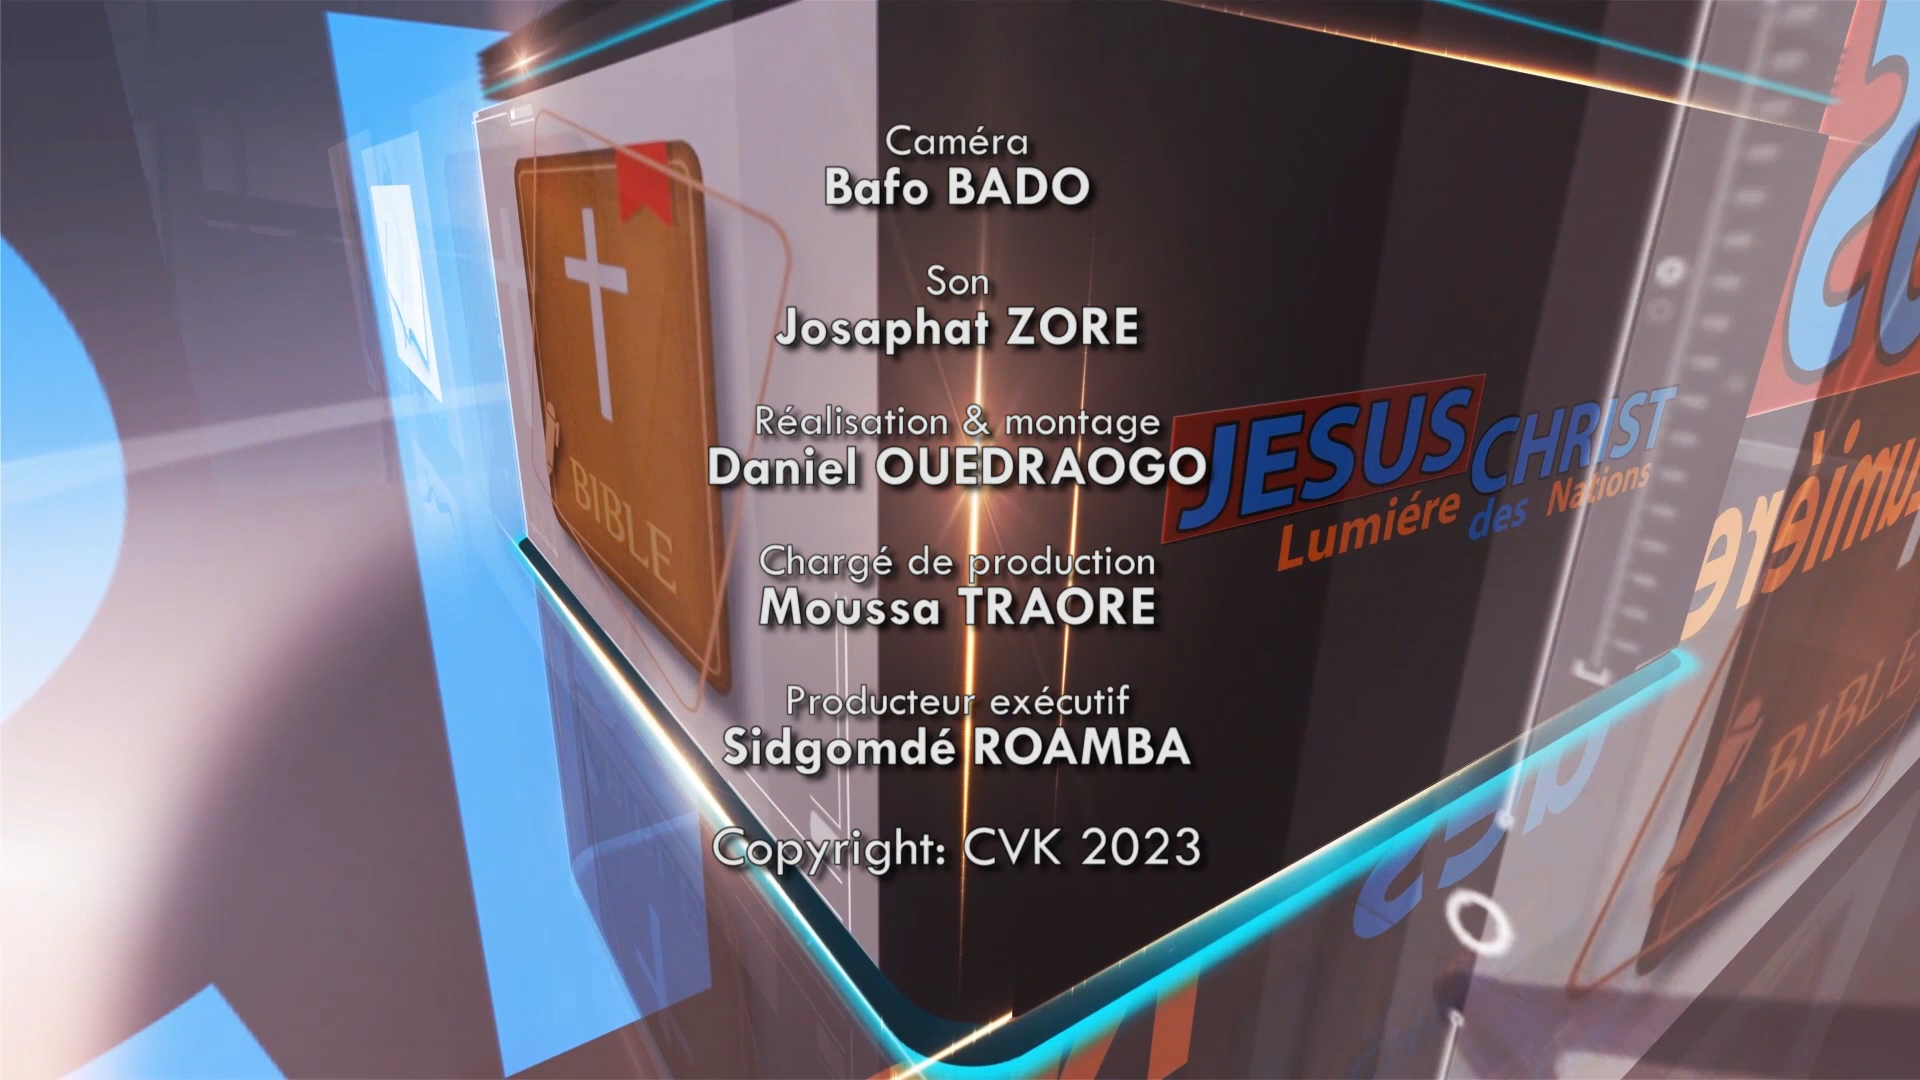 Caméra
Bafo BADO
Son
Josaphat ZORE
Réalisation & montage
Daniel OUEDRAOGO
Chargé de production
Moussa TRAORE
Producteur exécutif
Sidgomdé ROAMBA
Copyright: CVK 2023
BIBLE
JESUS CHRIST
Lumiére des Nations
BIBLE